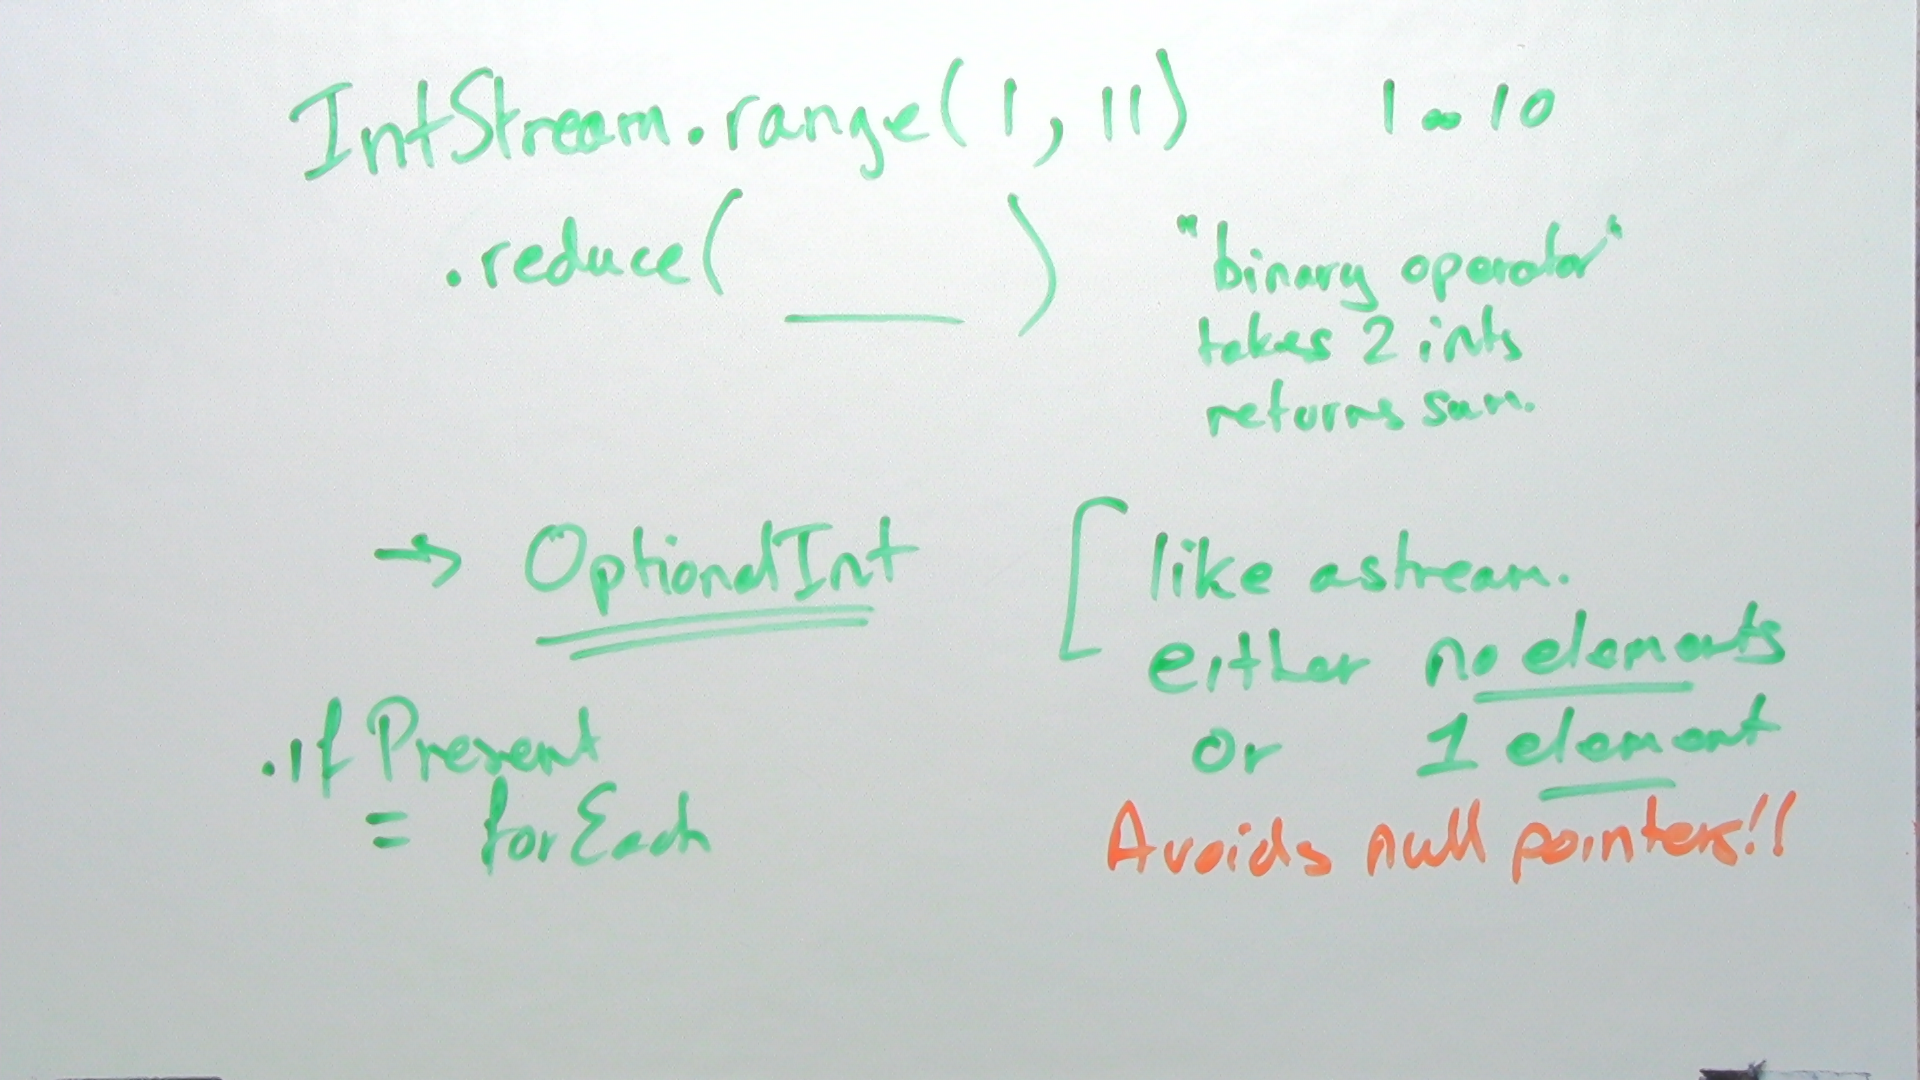 IntStream.range(1, 11)
1..10
.reduce( ____ )
"binary operator"
takes 2 ints
returns sum.
→ OptionalInt
[ like a stream.
either no elements
or 1 element
Avoids null pointers!!
.ifPresent
= forEach